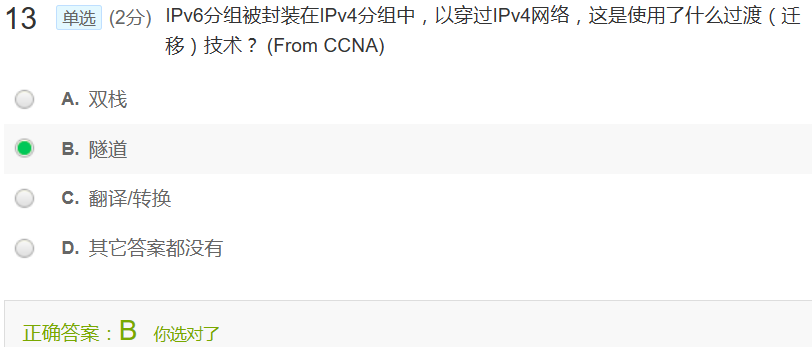 13 单选 (2分) IPv6分组被封装在IPv4分组中，以穿过IPv4网络，这是使用了什么过渡（迁
移）技术？ (From CCNA)
A. 双栈
B. 隧道
C. 翻译/转换
D. 其它答案都没有
正确答案：B 你选对了